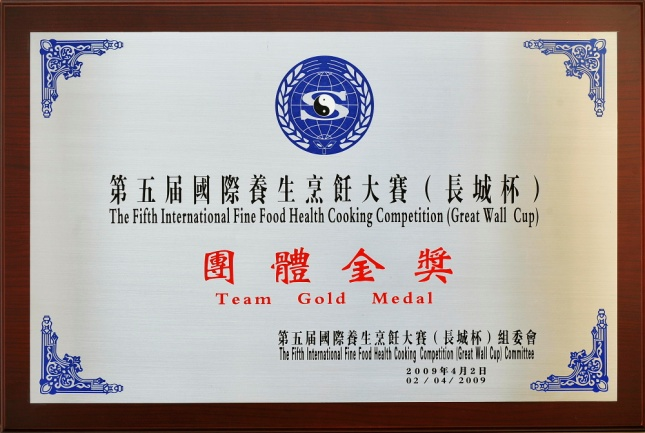 第五届國際養生烹飪大賽（長城杯）
The Fifth International Fine Food Health Cooking Competition (Great Wall Cup)
團體金獎
Team Gold Medal
第五届國際養生烹飪大賽（長城杯）組委會
The Fifth International Fine Food Health Cooking Competition (Great Wall Cup) Committee
2009年4月2日
02/04/2009